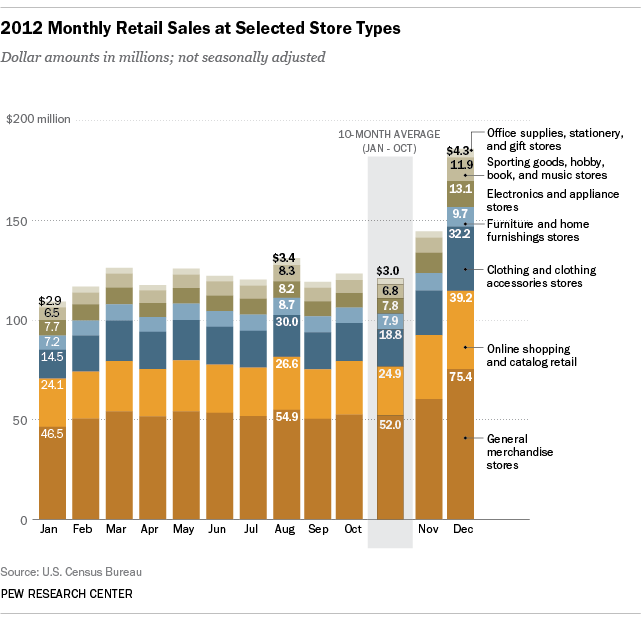 2012 Monthly Retail Sales at Selected Store Types
Dollar amounts in millions; not seasonally adjusted
$200 million
150
100
50
0
10-MONTH AVERAGE
(JAN - OCT)
$2.9
6.5
7.7
7.2
14.5
24.1
46.5
$3.4
8.3
8.2
8.7
30.0
26.6
54.9
$3.0
6.8
7.8
7.9
18.8
24.9
52.0
$4.3
11.9
13.1
9.7
32.2
39.2
75.4
Office supplies, stationery,
and gift stores
Sporting goods, hobby,
book, and music stores
Electronics and appliance
stores
Furniture and home
furnishings stores
Clothing and clothing
accessories stores
Online shopping
and catalog retail
General
merchandise
stores
Jan Feb Mar Apr May Jun Jul Aug Sep Oct Nov Dec
Source: U.S. Census Bureau
PEW RESEARCH CENTER